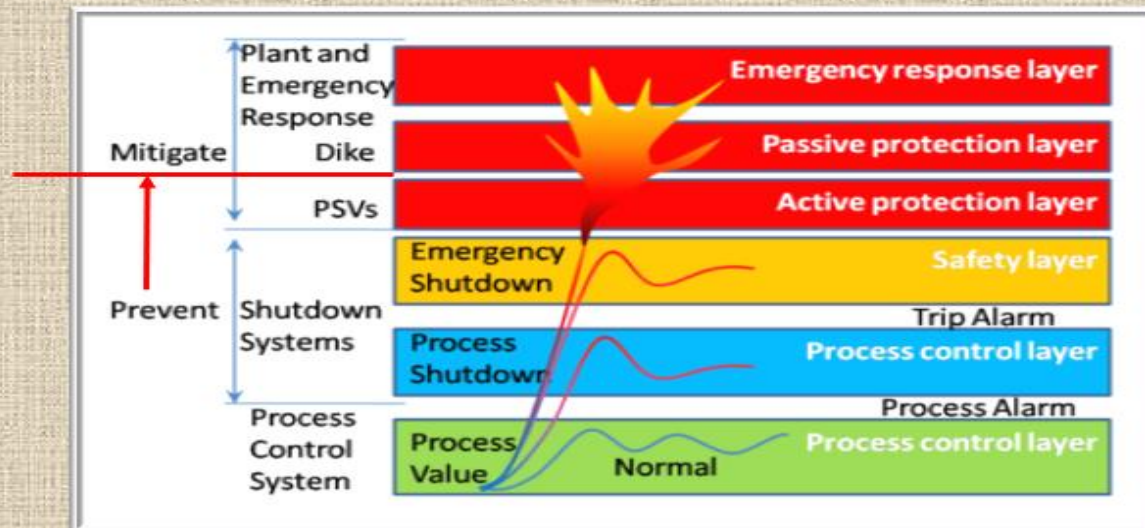 Plant and
Emergency
Response
Emergency response layer
Mitigate
Dike
Passive protection layer
PSVs
Active protection layer
Emergency
Shutdown
Safety layer
Prevent
Shutdown
Systems
Trip Alarm
Process
Shutdown
Process control layer
Process Alarm
Process
Control
System
Process
Value
Normal
Process control layer